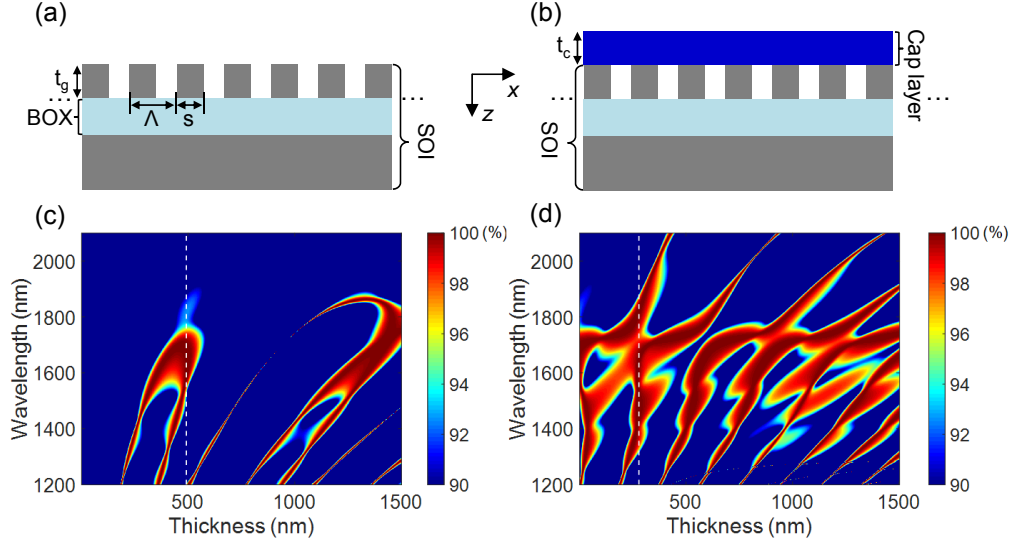 (a)
t_g
...
...
BOX
Λ
s
SOI
x
z
(b)
t_c
Cap layer
...
SOI
(c)
Wavelength (nm)
2000
1800
1600
1400
1200
500
1000
1500
Thickness (nm)
100 (%)
98
96
94
92
90
(d)
Wavelength (nm)
2000
1800
1600
1400
1200
500
1000
1500
Thickness (nm)
100 (%)
98
96
94
92
90